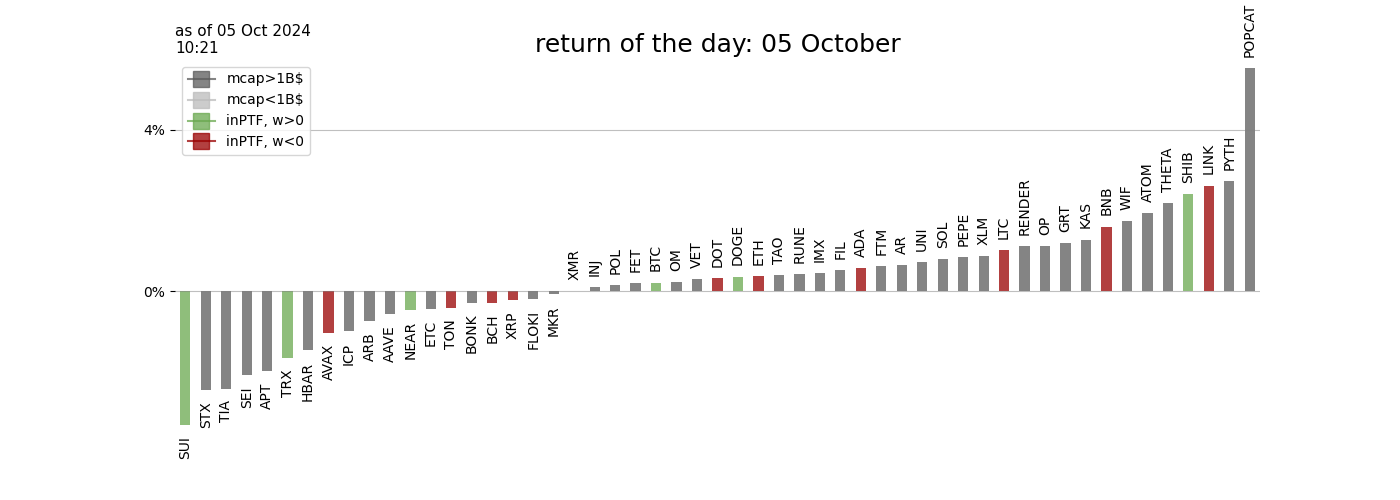 as of 05 Oct 2024
10:21
return of the day: 05 October
mcap>1B$
mcap<1B$
inPTF, w>0
inPTF, w<0
4%
0%
SUI
STX
TIA
SEI
APT
TRX
HBAR
AVAX
ICP
ARB
AAVE
NEAR
ETC
TON
BONK
BCH
XRP
FLOKI
MKR
XMR
INJ
POL
FET
BTC
OM
VET
DOT
DOGE
ETH
TAO
RUNE
IMX
FIL
ADA
FTM
AR
UNI
SOL
PEPE
XLM
LTC
RENDER
OP
GRT
KAS
BNB
WIF
ATOM
THETA
SHIB
LINK
PYTH
POPCAT